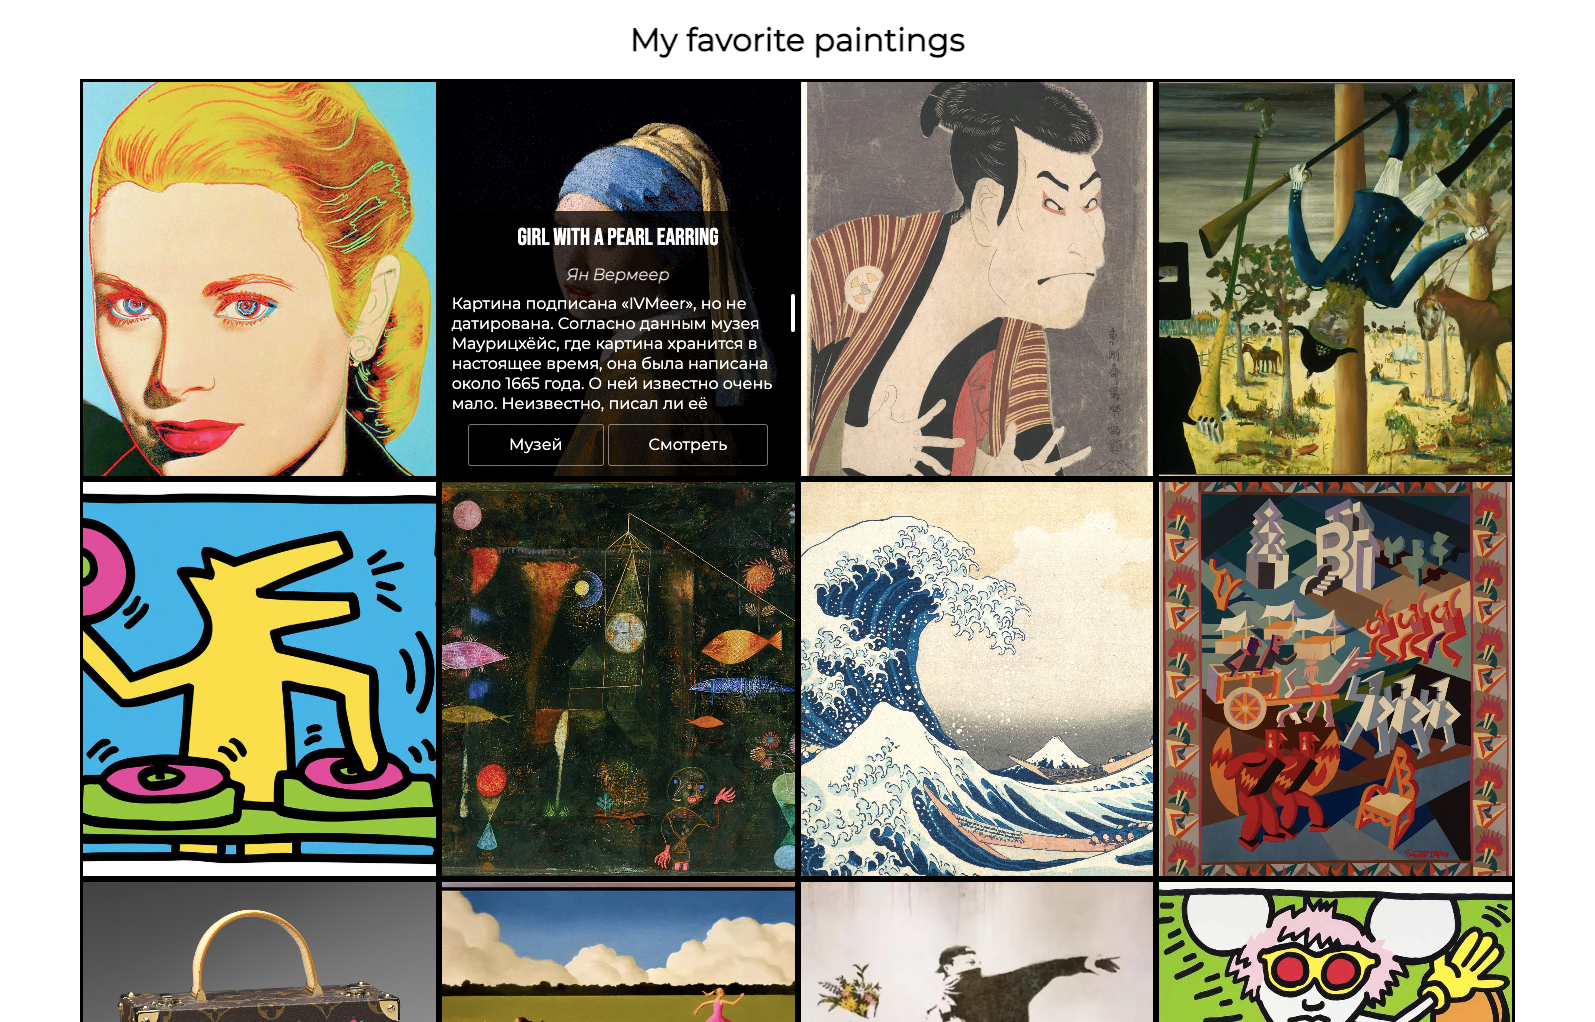 My favorite paintings
GIRL WITH A PEARL EARRING
Ян Вермеер
Картина подписана «IVMeer», но не
датирована. Согласно данным музея
Маурицхёйс, где картина хранится в
настоящее время, она была написана
около 1665 года. О ней известно очень
мало. Неизвестно, писал ли её
Музей
Смотреть